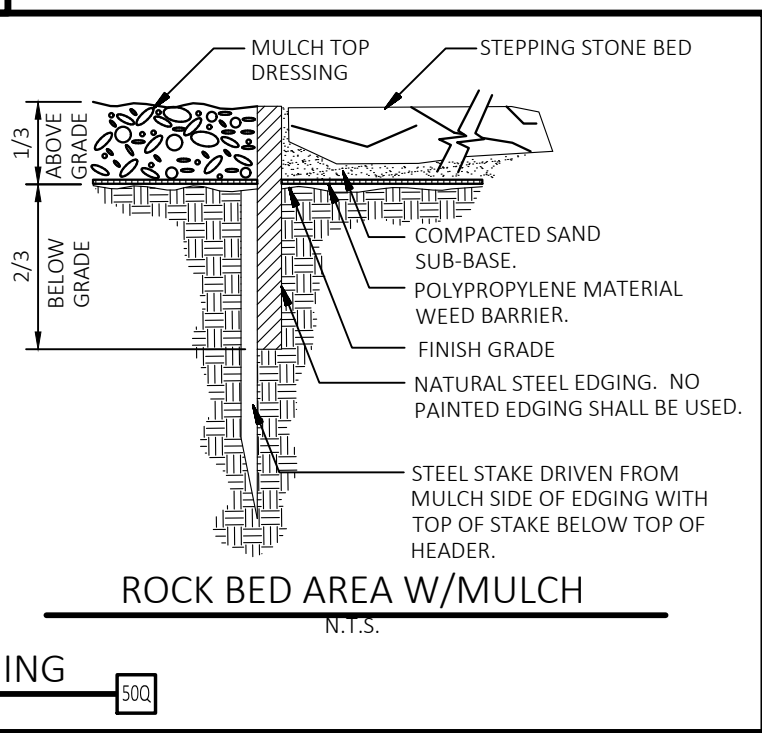 MULCH TOP
DRESSING
STEPPING STONE BED
1/3
ABOVE
GRADE
2/3
BELOW
GRADE
COMPACTED SAND
SUB-BASE.
POLYPROPYLENE MATERIAL
WEED BARRIER.
FINISH GRADE
NATURAL STEEL EDGING.  NO
PAINTED EDGING SHALL BE USED.
STEEL STAKE DRIVEN FROM
MULCH SIDE OF EDGING WITH
TOP OF STAKE BELOW TOP OF
HEADER.
ROCK BED AREA W/MULCH
N.T.S.
ING
50Q